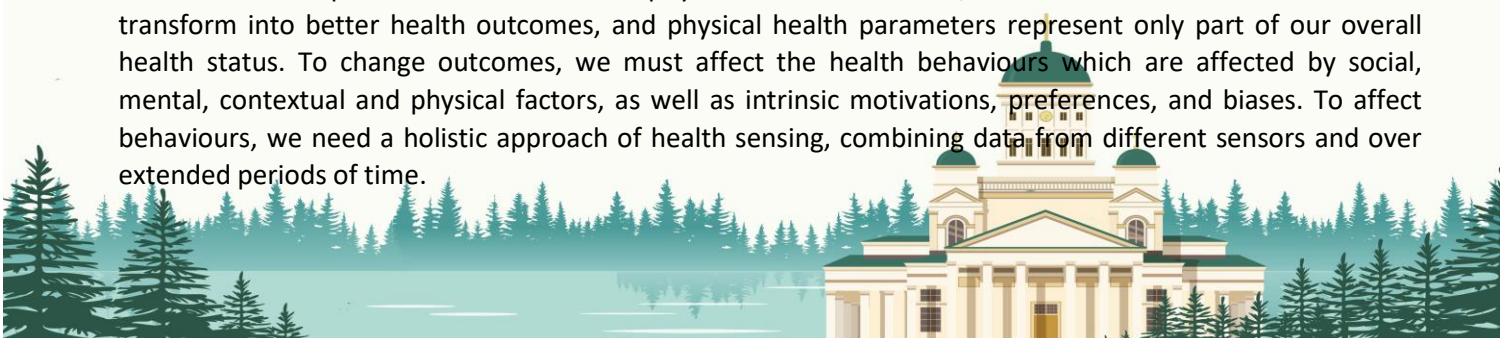 transform into better health outcomes, and physical health parameters represent only part of our overall
health status. To change outcomes, we must affect the health behaviours which are affected by social,
mental, contextual and physical factors, as well as intrinsic motivations, preferences, and biases. To affect
behaviours, we need a holistic approach of health sensing, combining data from different sensors and over
extended periods of time.